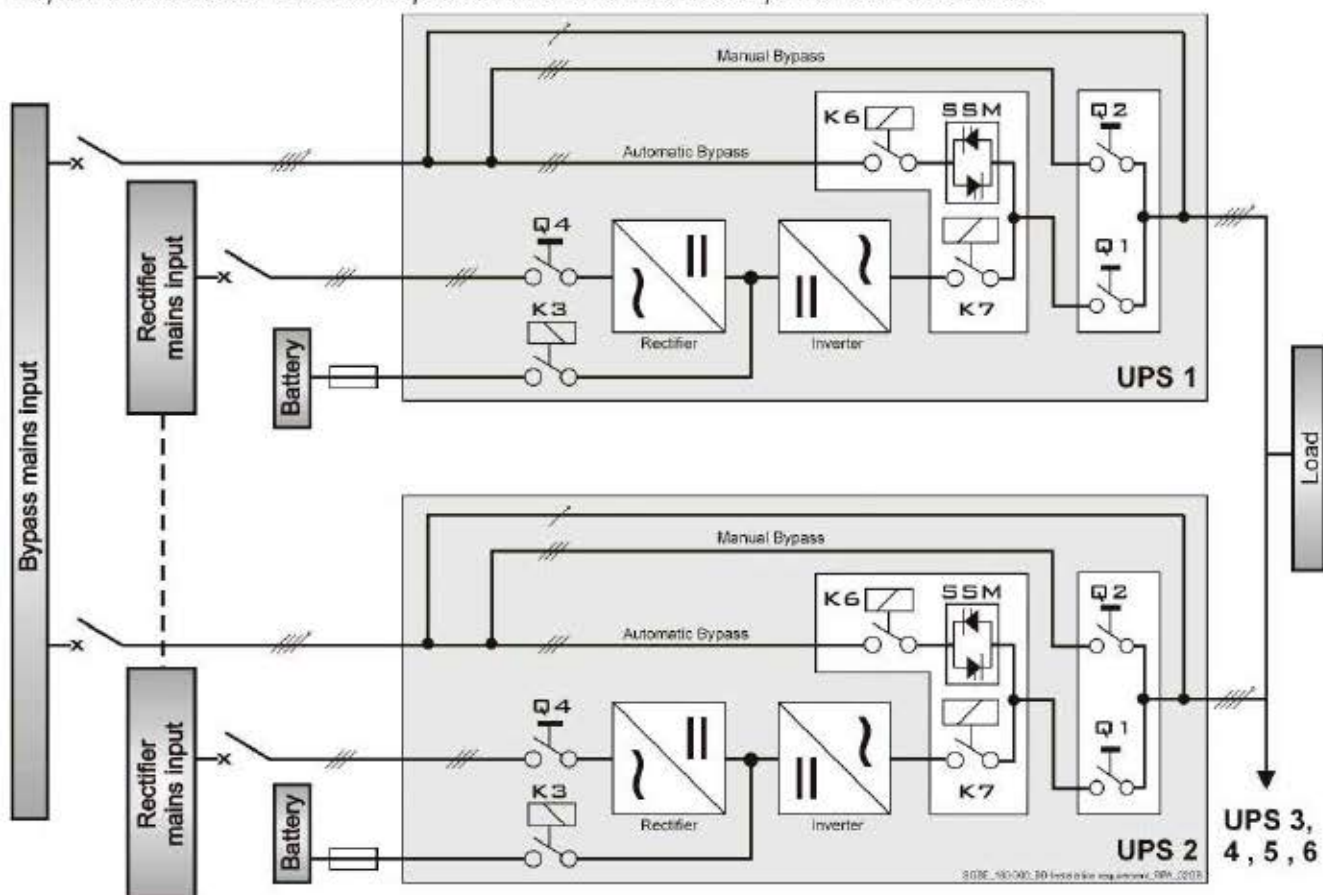 Manual Bypass
K6
SSM
Q2
Automatic Bypass
Q4
Q1
K3
K7
Rectifier
Inverter
UPS 1
Bypass mains input
Rectifier
mains input
Battery
Load
Manual Bypass
K6
SSM
Q2
Automatic Bypass
Q4
Q1
K3
K7
Rectifier
Inverter
UPS 2
Rectifier
mains input
Battery
UPS 3,
4 , 5 , 6